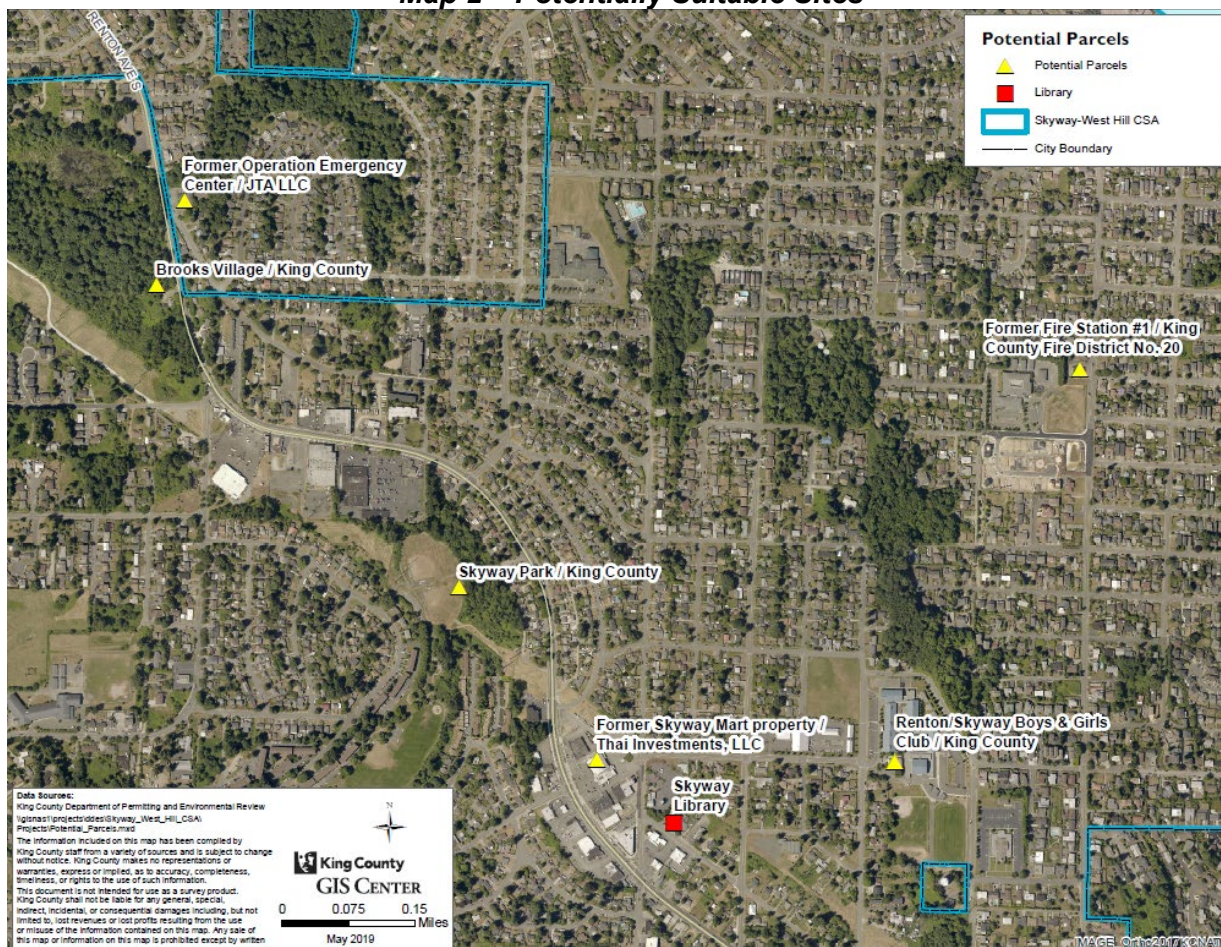 Map 2 – Potentially Suitable Sites
RENTON AVE S
Potential Parcels
Potential Parcels
Library
Skyway-West Hill CSA
City Boundary
Former Operation Emergency
Center / JTA LLC
Brooks Village / King County
Former Fire Station #1 / King
County Fire District No. 20
Skyway Park / King County
Former Skyway Mart property /
Thai Investments, LLC
Renton/Skyway Boys & Girls
Club / King County
Skyway
Library
Data Sources:
King County Department of Permitting and Environmental Review
\\gisnas1\projects\ddes\Skyway_West_Hill_CSA\
Projects\Potential_Parcels.mxd
The information included on this map has been compiled by
King County staff from a variety of sources and is subject to change
without notice. King County makes no representations or
warranties, express or implied, as to accuracy, completeness,
timeliness, or rights to the use of such information.
This document is not intended for use as a survey product.
King County shall not be liable for any general, special,
indirect, incidental, or consequential damages including, but not
limited to, lost revenues or lost profits resulting from the use
or misuse of the information contained on this map. Any sale of
this map or information on this map is prohibited except by written
N
King County
GIS CENTER
0 0.075 0.15
Miles
May 2019